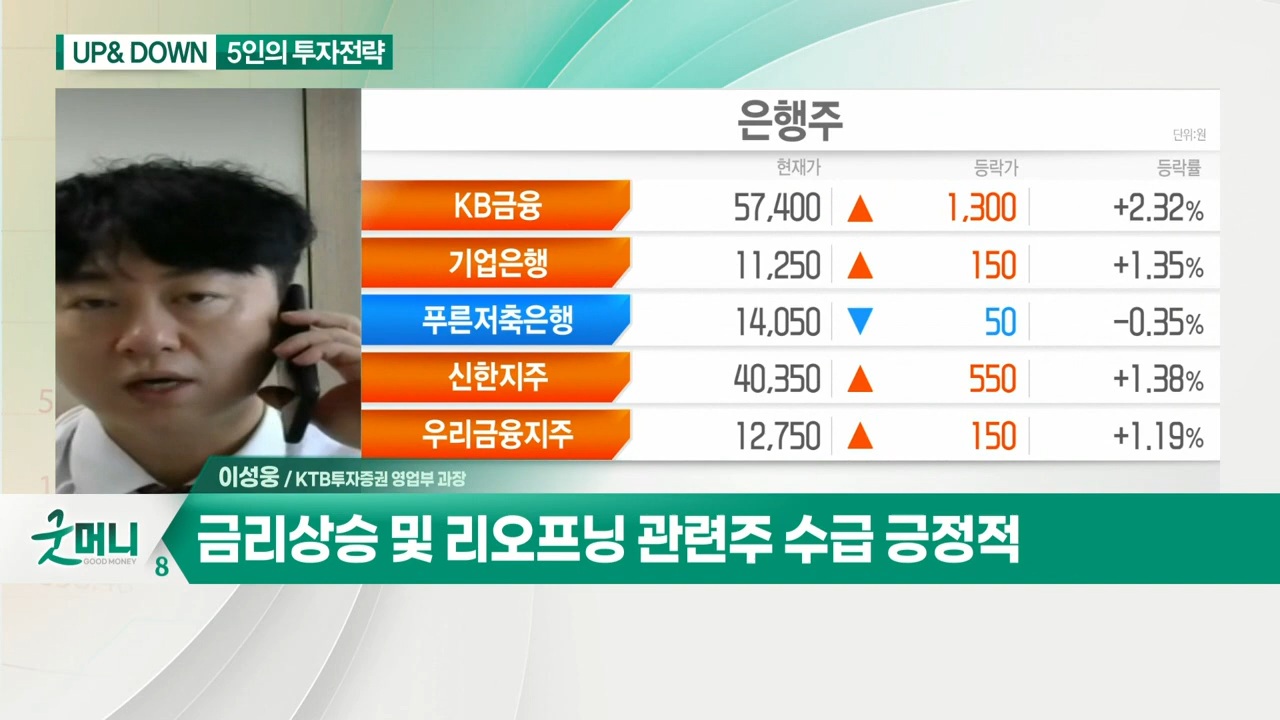 UP& DOWN 5인의 투자전략
은행주
단위:원
현재가 등락가 등락률
KB금융 57,400 ▲ 1,300 +2.32%
기업은행 11,250 ▲ 150 +1.35%
푸른저축은행 14,050 ▼ 50 -0.35%
신한지주 40,350 ▲ 550 +1.38%
우리금융지주 12,750 ▲ 150 +1.19%
이성웅 / KTB투자증권 영업부 과장
굿머니
GOOD MONEY
8
금리상승 및 리오프닝 관련주 수급 긍정적